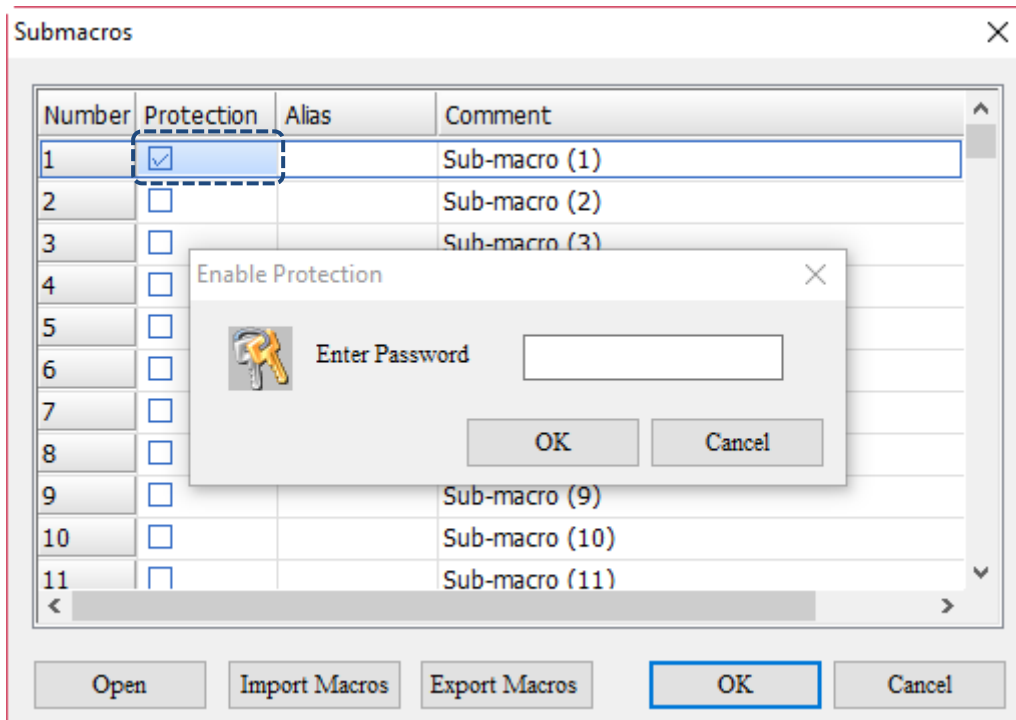 Submacros
Number Protection Alias Comment
1 Sub-macro (1)
2 Sub-macro (2)
3 Sub-macro (3)
Enable Protection
4
5
Enter Password
6
7
OK Cancel
8
9 Sub-macro (9)
10 Sub-macro (10)
11 Sub-macro (11)
Open Import Macros Export Macros OK Cancel